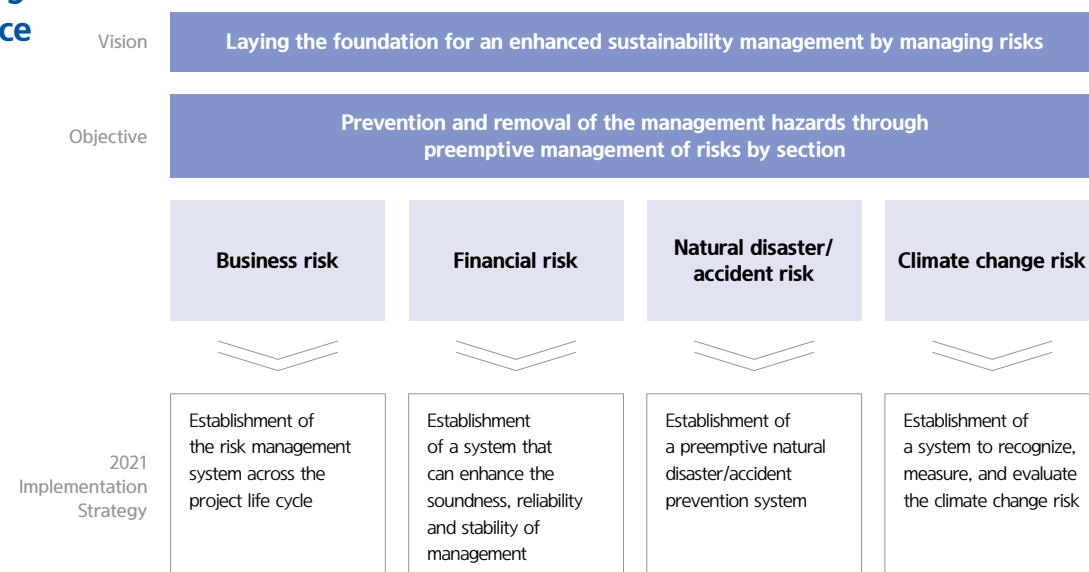 Vision
Laying the foundation for an enhanced sustainability management by managing risks
Objective
Prevention and removal of the management hazards through
preemptive management of risks by section
Business risk
Financial risk
Natural disaster/
accident risk
Climate change risk
2021
Implementation
Strategy
Establishment of
the risk management
system across the
project life cycle
Establishment
of a system that
can enhance the
soundness, reliability
and stability of
management
Establishment of
a preemptive natural
disaster/accident
prevention system
Establishment of
a system to recognize,
measure, and evaluate
the climate change risk